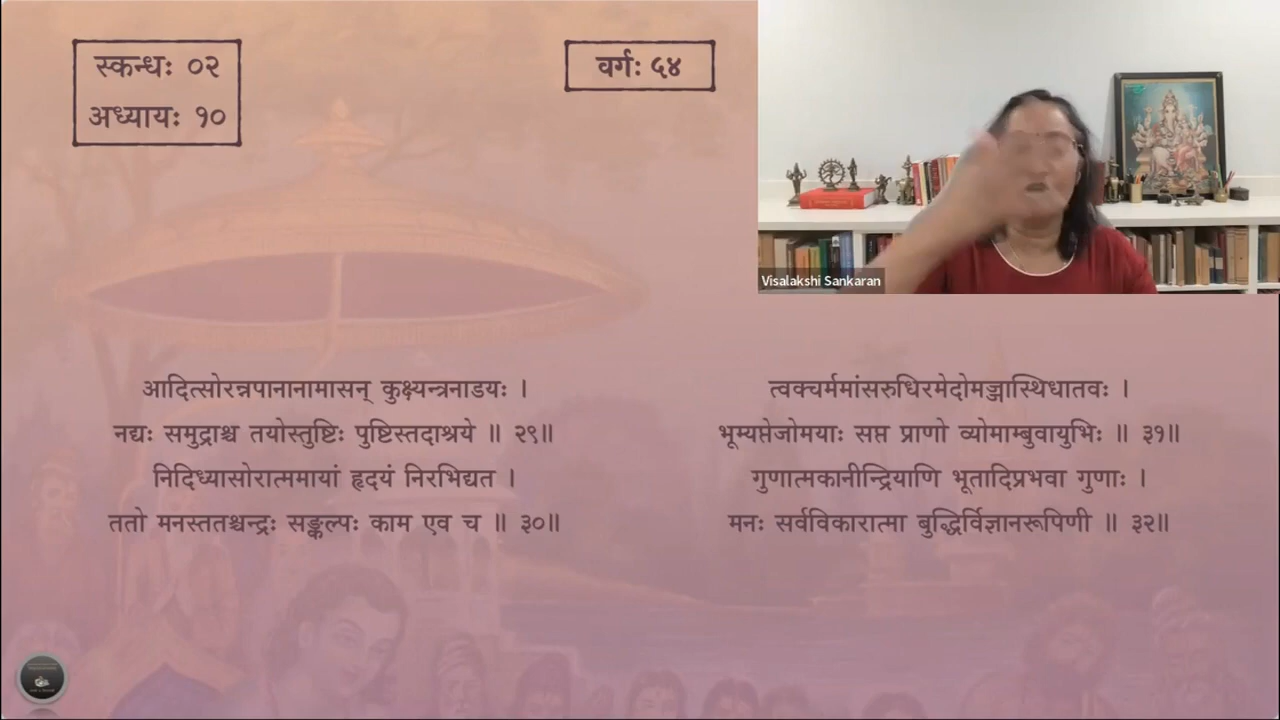 स्कन्धः ०२
अध्यायः १०
वर्गः ५४
Visalakshi Sankaran
आदित्सोरन्नपानानामासन् कुक्ष्यन्त्रनाडयः ।
नद्यः समुद्राश्च तयोस्तुष्टिः पुष्टिस्तदाश्रये ॥ २९॥
निदिध्यासोरात्ममायां हृदयं निरभिद्यत ।
ततो मनस्ततश्चन्द्रः सङ्कल्पः काम एव च ॥ ३०॥
त्वक्चर्ममांसरुधिरमेदोमज्जास्थिधातवः ।
भूम्यप्तेजोमयाः सप्त प्राणो व्योमाम्बुवायुभिः ॥ ३१॥
गुणात्मकानीन्द्रियाणि भूतादिप्रभवा गुणाः ।
मनः सर्वविकारात्मा बुद्धिर्विज्ञानरूपिणी ॥ ३२॥